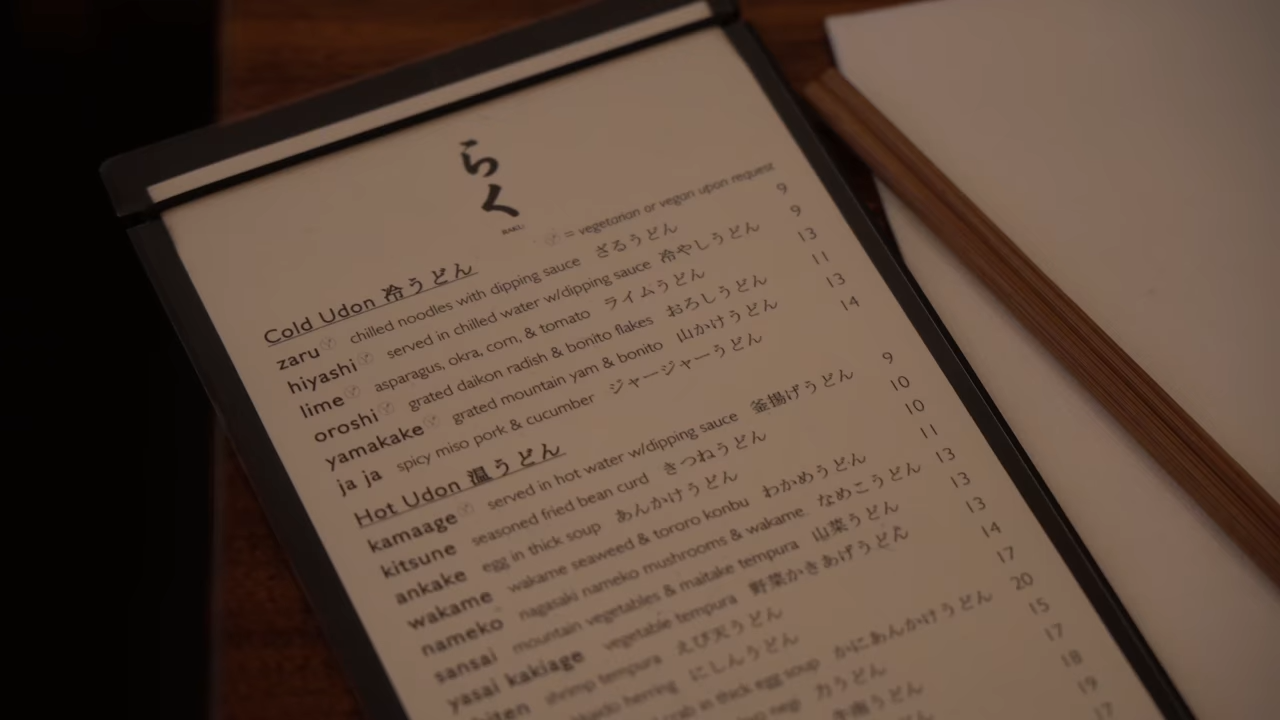 らく
RAKU
= vegetarian or vegan upon request
Cold Udon 冷うどん
zaru chilled noodles with dipping sauce ざるうどん 9
hiyashi served in chilled water w/dipping sauce 冷やしうどん 9
lime asparagus, okra, corn, & tomato ライムうどん 13
oroshi grated daikon radish & bonito flakes おろしうどん 11
yamakake grated mountain yam & bonito 山かけうどん 13
ja ja spicy miso pork & cucumber ジャージャーうどん 14
Hot Udon 温うどん
kamaage served in hot water w/dipping sauce 釜揚げうどん 9
kitsune seasoned fried bean curd きつねうどん 10
ankake egg in thick soup あんかけうどん 10
wakame wakame seaweed & tororo konbu わかめうどん 11
nameko nagasaki nameko mushrooms & wakame なめこうどん 13
sansai mountain vegetables & maitake tempura 山菜うどん 13
yasai kakiage vegetable tempura 野菜かきあげうどん 13
shrimp tempura えび天うどん 14
herring にしんうどん 17
in thick egg soup かにあんかけうどん 20
negi 力うどん 15
うどん 17
18
19
17